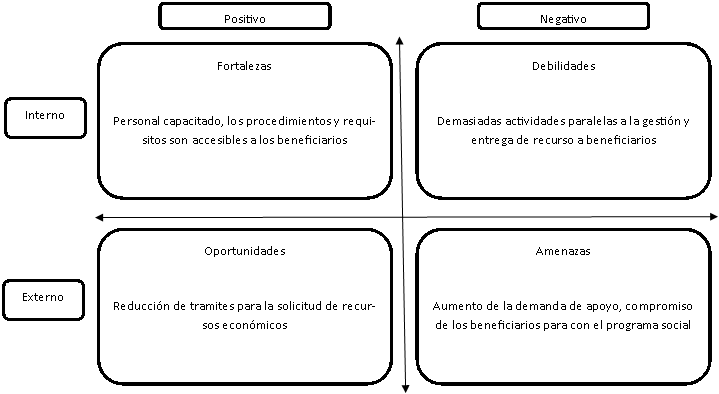 Positivo
Negativo
Interno
Fortalezas
Personal capacitado, los procedimientos y requi-
sitos son accesibles a los beneficiarios
Debilidades
Demasiadas actividades paralelas a la gestión y
entrega de recurso a beneficiarios
Externo
Oportunidades
Reducción de tramites para la solicitud de recur-
sos económicos
Amenazas
Aumento de la demanda de apoyo, compromiso
de los beneficiarios para con el programa social